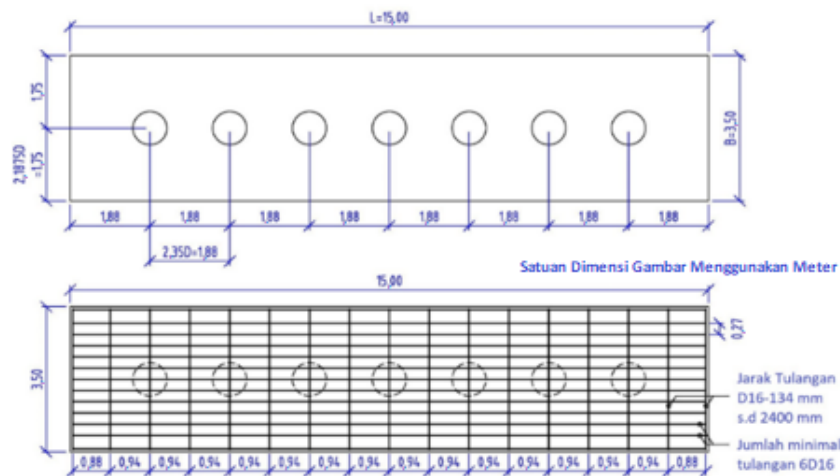 L=15,00
1,75
2,1875D
=1,75
B=3,50
1,88 1,88 1,88 1,88 1,88 1,88 1,88 1,88
2,35D=1,88
Satuan Dimensi Gambar Menggunakan Meter
15,00
3,50
0,27
Jarak Tulangan
D16-134 mm
s.d 2400 mm
Jumlah minimal
tulangan 6D16
0,88 0,94 0,94 0,94 0,94 0,94 0,94 0,94 0,94 0,94 0,94 0,94 0,94 0,94 0,94 0,88